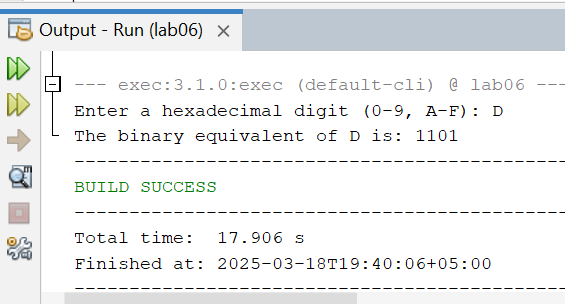 Output - Run (lab06) ×
--- exec:3.1.0:exec (default-cli) @ lab06 ---
Enter a hexadecimal digit (0-9, A-F): D
The binary equivalent of D is: 1101
------------------------------------------------
BUILD SUCCESS
------------------------------------------------
Total time:  17.906 s
Finished at: 2025-03-18T19:40:06+05:00
------------------------------------------------